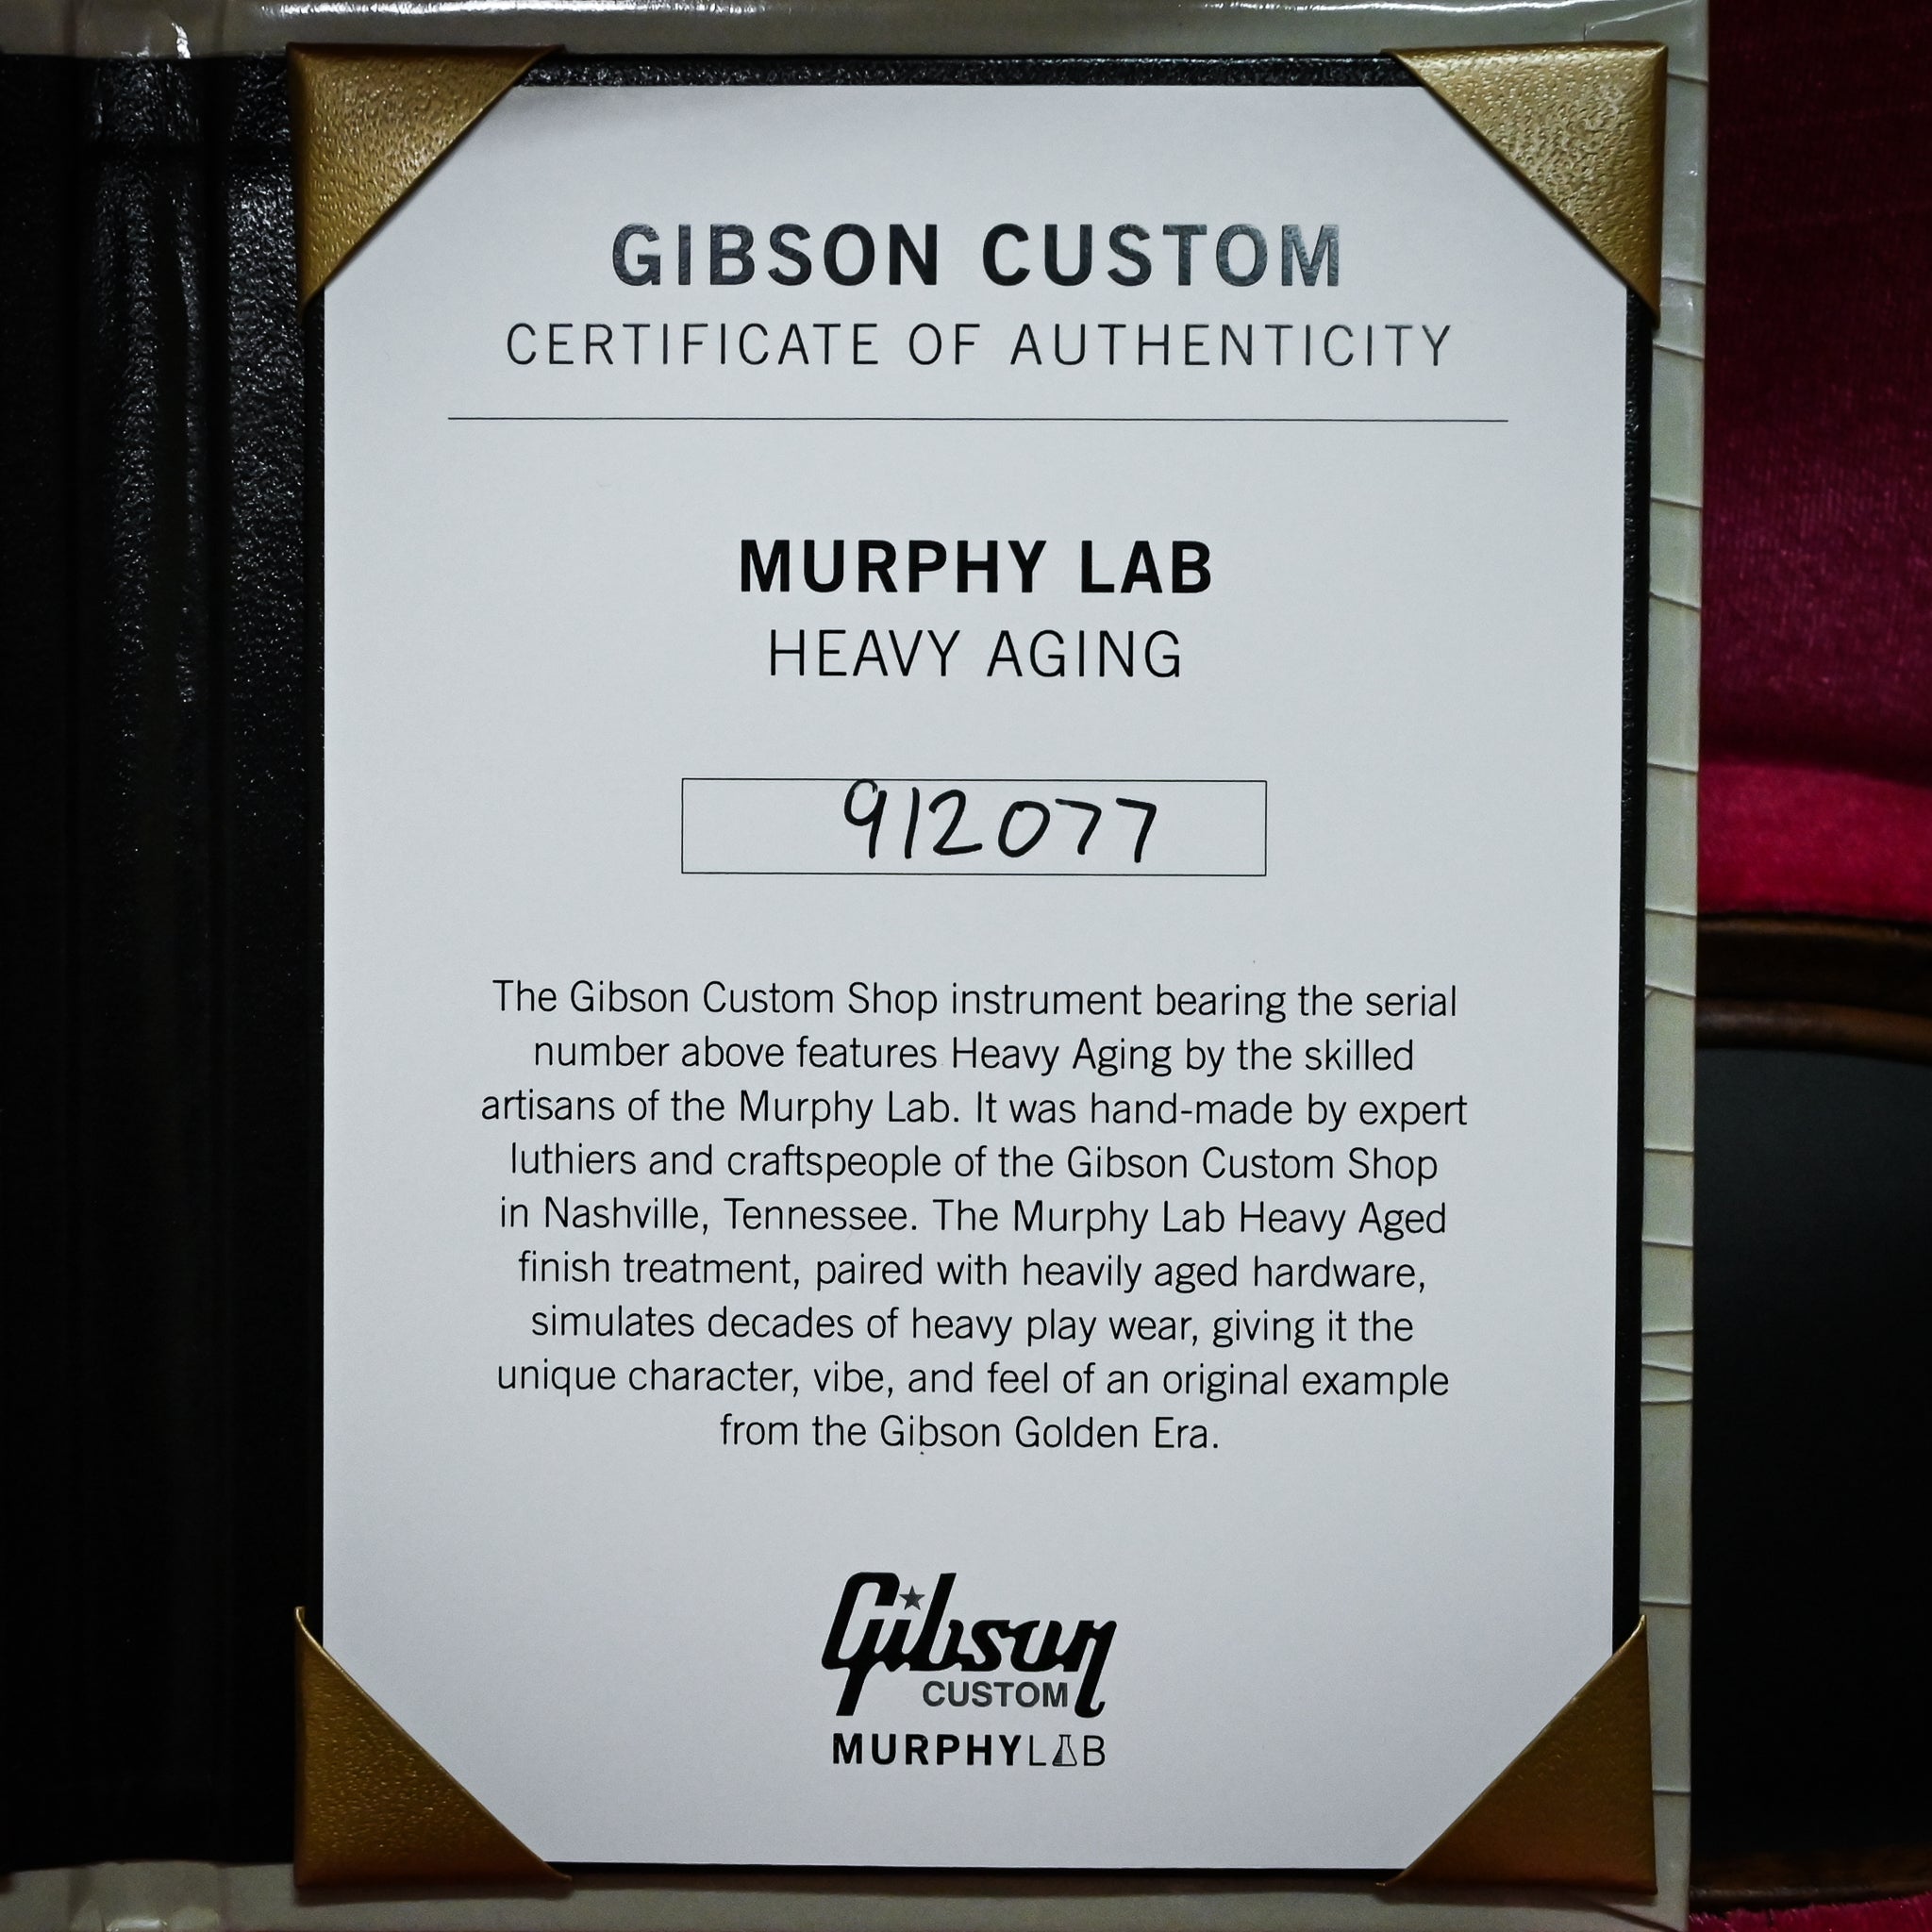 GIBSON CUSTOM
CERTIFICATE OF AUTHENTICITY
MURPHY LAB
HEAVY AGING
912077
The Gibson Custom Shop instrument bearing the serial
number above features Heavy Aging by the skilled
artisans of the Murphy Lab. It was hand-made by expert
luthiers and craftspeople of the Gibson Custom Shop
in Nashville, Tennessee. The Murphy Lab Heavy Aged
finish treatment, paired with heavily aged hardware,
simulates decades of heavy play wear, giving it the
unique character, vibe, and feel of an original example
from the Gibson Golden Era.
Gibson
CUSTOM
MURPHYLAB